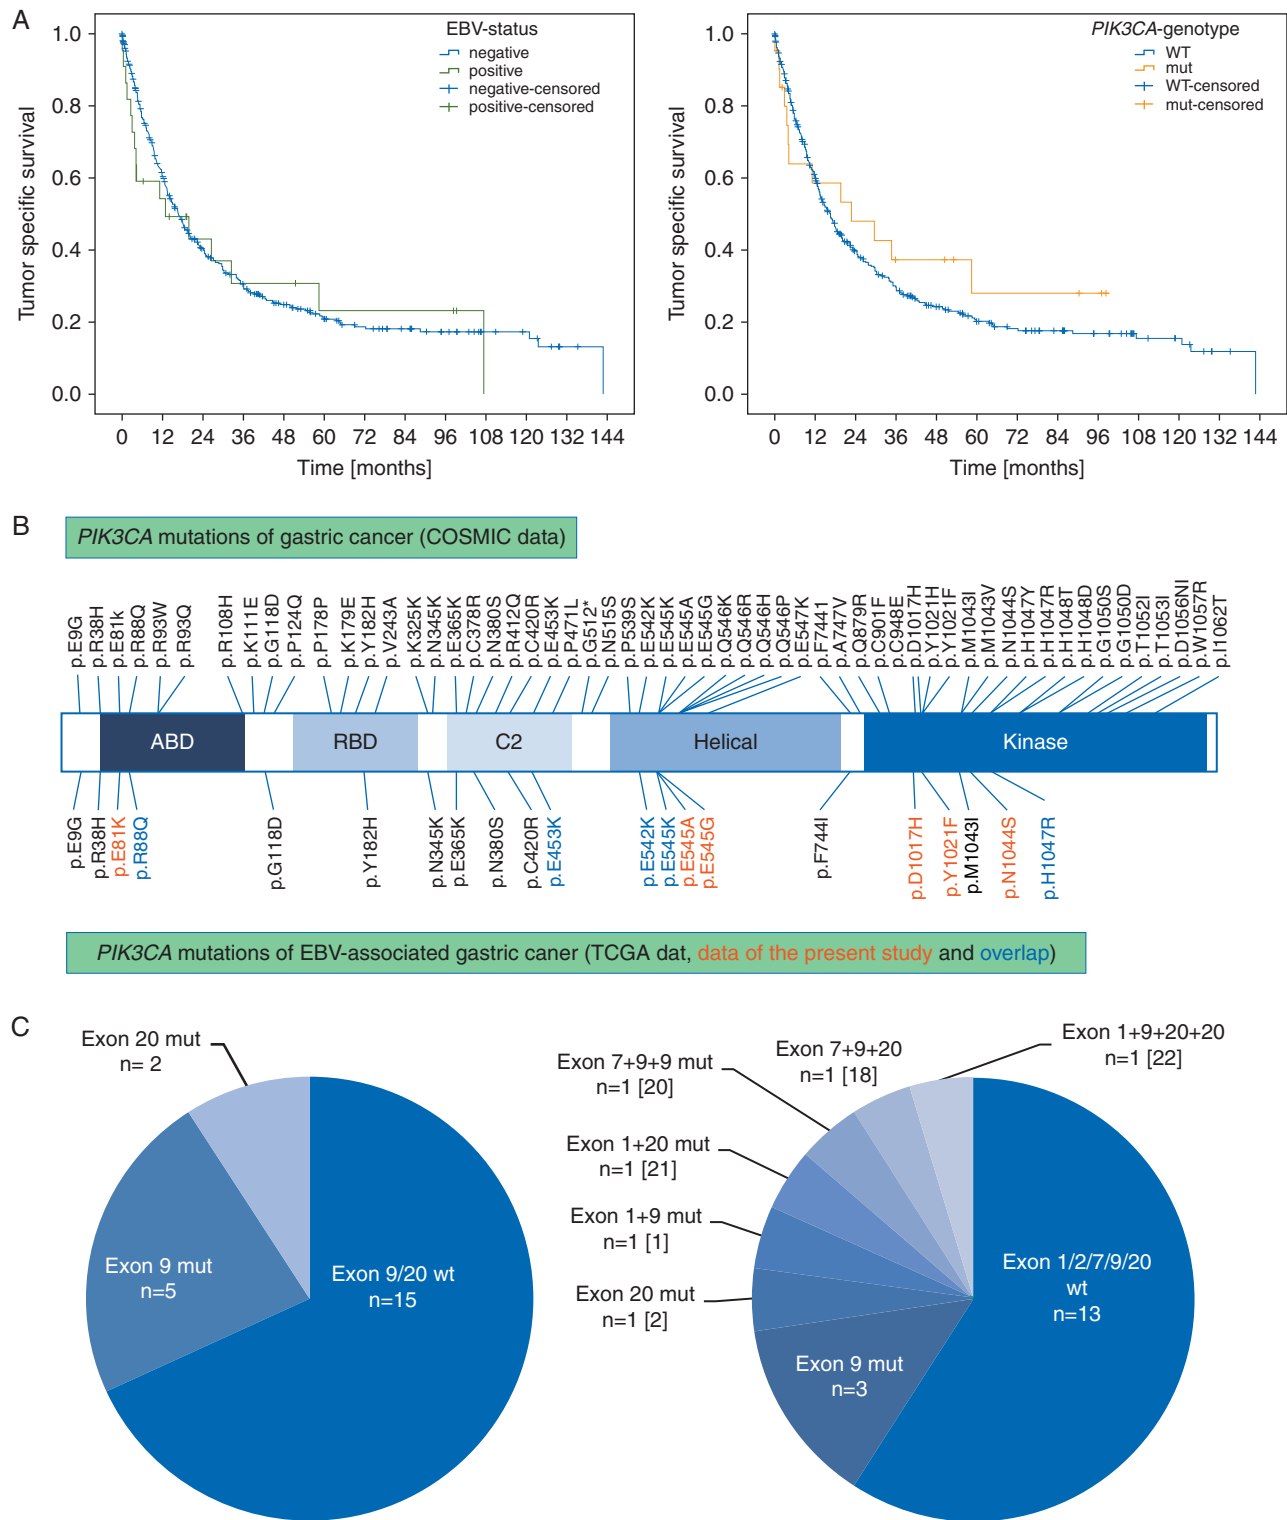 A
EBV-status
negative
positive
negative-censored
positive-censored
Tumor specific survival
1.0
0.8
0.6
0.4
0.2
0.0
0 12 24 36 48 60 72 84 96 108 120 132 144
Time [months]
PIK3CA-genotype
WT
mut
WT-censored
mut-censored
Tumor specific survival
1.0
0.8
0.6
0.4
0.2
0.0
0 12 24 36 48 60 72 84 96 108 120 132 144
Time [months]
B
PIK3CA mutations of gastric cancer (COSMIC data)
p.E9G
p.R38H
p.E81k
p.R88Q
p.R93W
p.R93Q
p.R108H
p.K111E
p.G118D
p.P124Q
p.P178P
p.K179E
p.Y182H
p.V243A
p.K325K
p.N345K
p.E365K
p.C378R
p.N380S
p.R412Q
p.C420R
p.E453K
p.P471L
p.G512*
p.N515S
p.P539S
p.E542K
p.E545K
p.E545A
p.E545G
p.Q546K
p.Q546R
p.Q546H
p.Q546P
p.E547K
p.F7441
p.A747V
p.Q879R
p.C901F
p.C948E
p.D1017H
p.Y1021H
p.Y1021F
p.M1043I
p.M1043V
p.N1044S
p.H1047Y
p.H1047R
p.H1048T
p.H1048D
p.G1050S
p.G1050D
p.T1052I
p.T1053I
p.D1056NI
p.W1057R
p.I1062T
ABD RBD C2 Helical Kinase
p.E9G
p.R38H
p.E81K
p.R88Q
p.G118D
p.Y182H
p.N345K
p.E365K
p.N380S
p.C420R
p.E453K
p.E542K
p.E545K
p.E545A
p.E545G
p.F744I
p.D1017H
p.Y1021F
p.M1043I
p.N1044S
p.H1047R
PIK3CA mutations of EBV-associated gastric caner (TCGA dat, data of the present study and overlap)
C
Exon 20 mut
n= 2
Exon 9 mut
n=5
Exon 9/20 wt
n=15
Exon 1+9+20+20
n=1 [22]
Exon 7+9+20
n=1 [18]
Exon 7+9+9 mut
n=1 [20]
Exon 1+20 mut
n=1 [21]
Exon 1+9 mut
n=1 [1]
Exon 20 mut
n=1 [2]
Exon 9 mut
n=3
Exon 1/2/7/9/20
wt
n=13